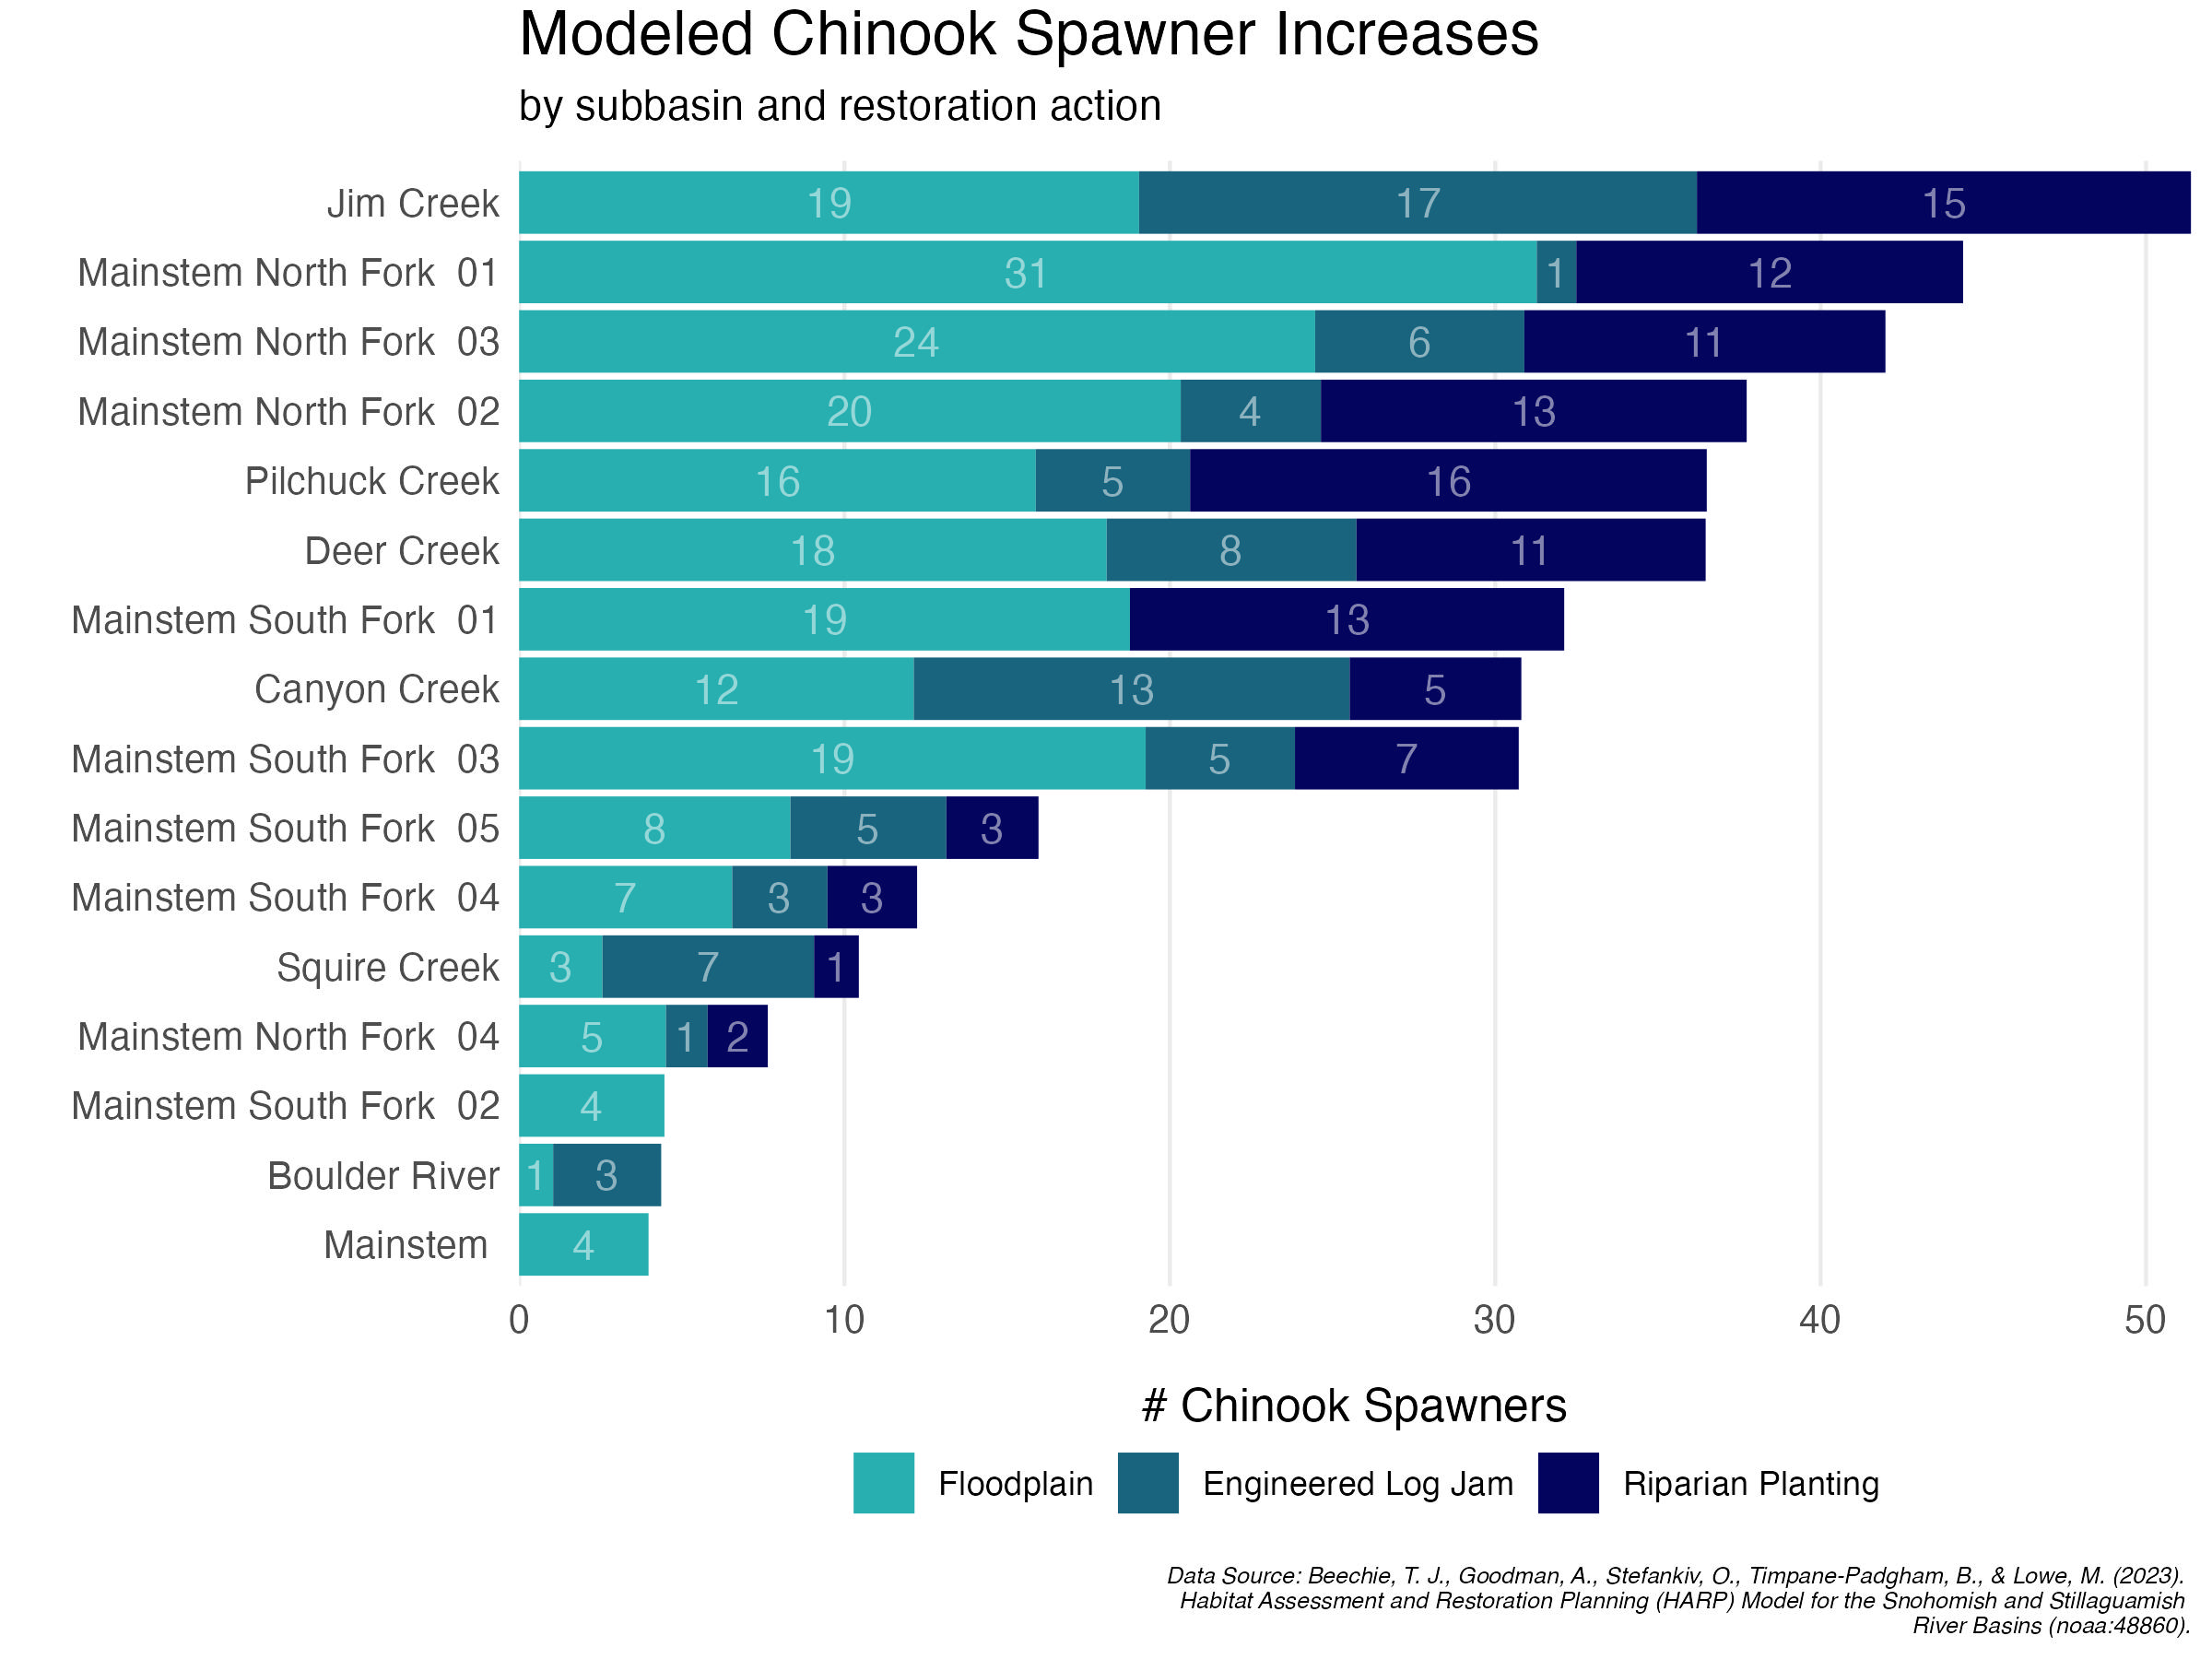 Modeled Chinook Spawner Increases
by subbasin and restoration action
Jim Creek 19 17 15
Mainstem North Fork  01 31 1 12
Mainstem North Fork  03 24 6 11
Mainstem North Fork  02 20 4 13
Pilchuck Creek 16 5 16
Deer Creek 18 8 11
Mainstem South Fork  01 19 13
Canyon Creek 12 13 5
Mainstem South Fork  03 19 5 7
Mainstem South Fork  05 8 5 3
Mainstem South Fork  04 7 3 3
Squire Creek 3 7 1
Mainstem North Fork  04 5 1 2
Mainstem South Fork  02 4
Boulder River 1 3
Mainstem 4
0 10 20 30 40 50
# Chinook Spawners
Floodplain Engineered Log Jam Riparian Planting
Data Source: Beechie, T. J., Goodman, A., Stefankiv, O., Timpane-Padgham, B., & Lowe, M. (2023).
Habitat Assessment and Restoration Planning (HARP) Model for the Snohomish and Stillaguamish
River Basins (noaa:48860).